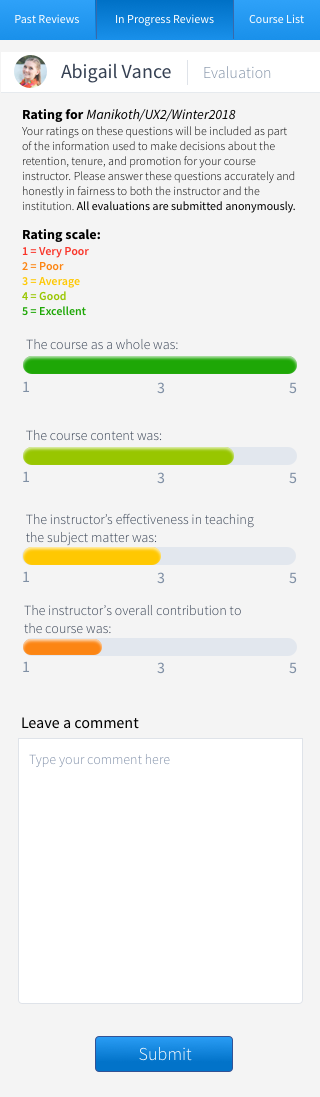 Past Reviews In Progress Reviews Course List
Abigail Vance Evaluation
Rating for Manikoth/UX2/Winter2018
Your ratings on these questions will be included as part
of the information used to make decisions about the
retention, tenure, and promotion for your course
instructor. Please answer these questions accurately and
honestly in fairness to both the instructor and the
institution. All evaluations are submitted anonymously.
Rating scale:
1 = Very Poor
2 = Poor
3 = Average
4 = Good
5 = Excellent
The course as a whole was:
1 3 5
The course content was:
1 3 5
The instructor's effectiveness in teaching
the subject matter was:
1 3 5
The instructor's overall contribution to
the course was:
1 3 5
Leave a comment
Type your comment here
Submit